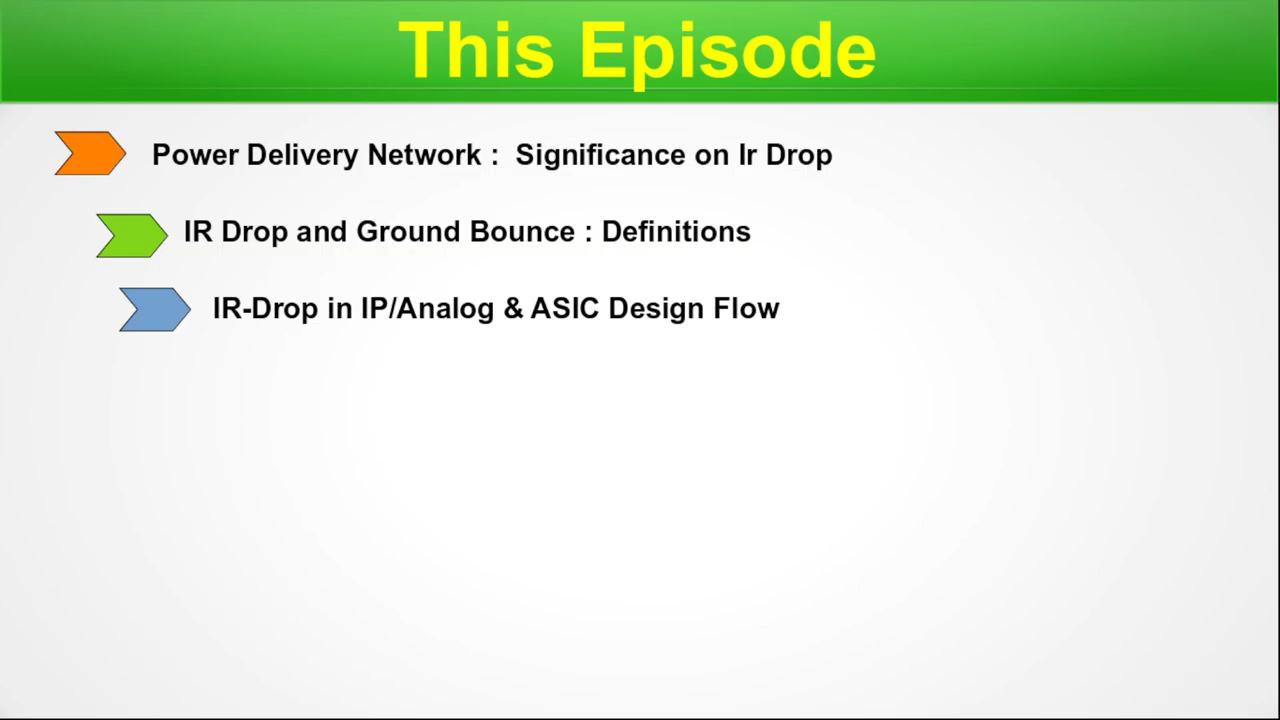 This Episode
Power Delivery Network :  Significance on Ir Drop
IR Drop and Ground Bounce : Definitions
IR-Drop in IP/Analog & ASIC Design Flow